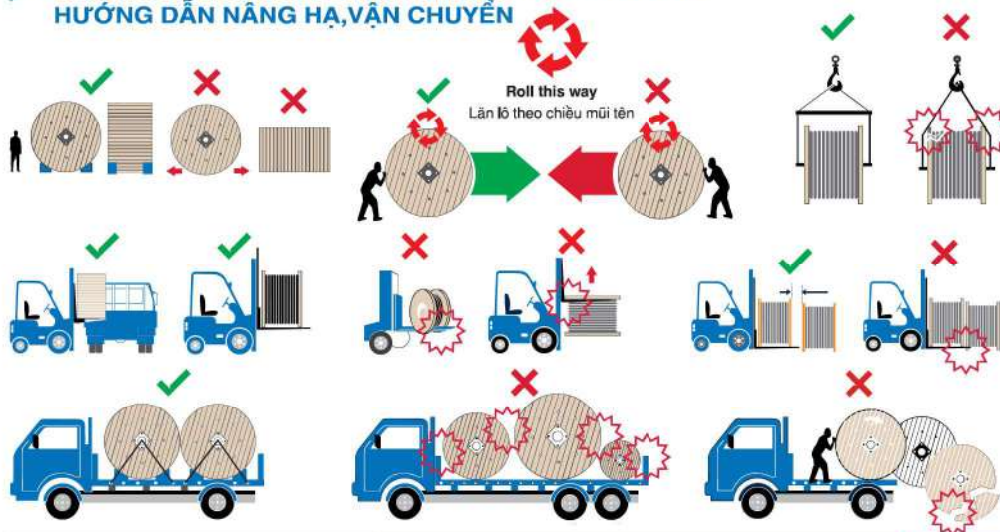 HƯỚNG DẪN NÂNG HẠ,VẬN CHUYỂN
Roll this way
Lăn lô theo chiều mũi tên